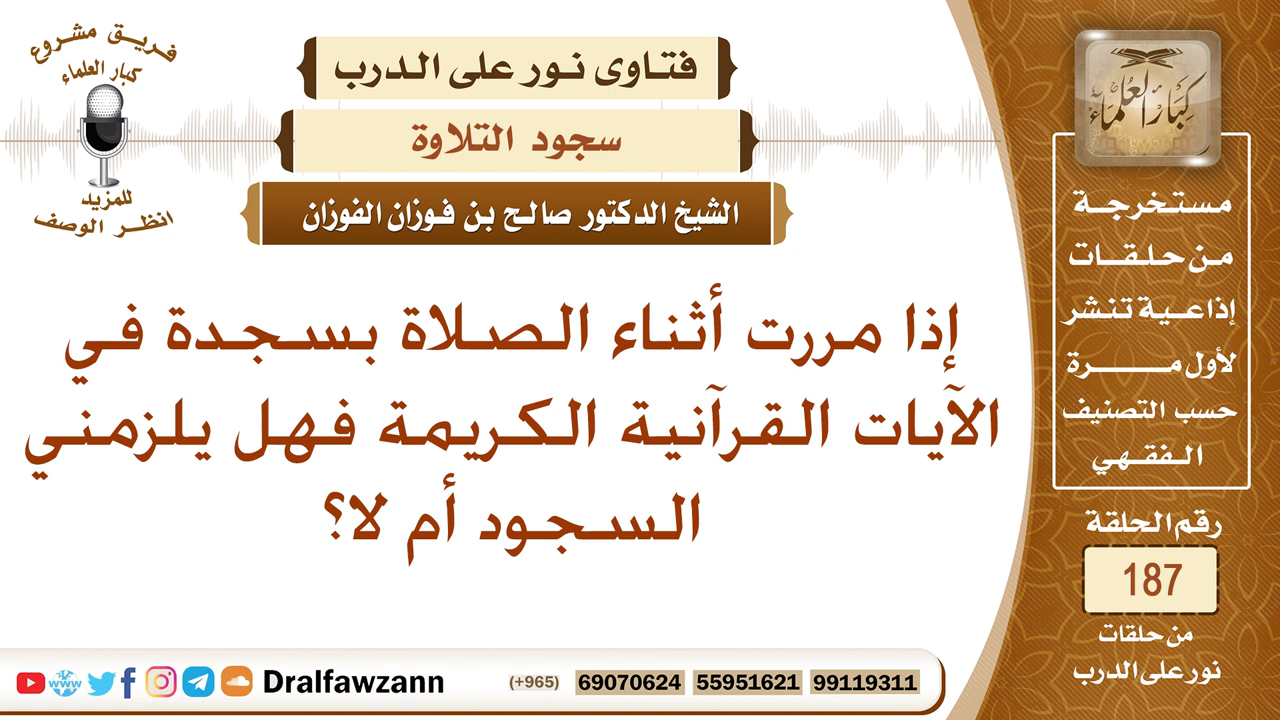 فريق مشروع
كبار العلماء
للمزيد
انظر الوصف
فتاوى نور على الدرب
سجود التلاوة
الشيخ الدكتور صالح بن فوزان الفوزان
إذا مررت أثناء الصلاة بسجدة في
الآيات القرآنية الكريمة فهل يلزمني
السجود أم لا؟
كبار العلماء
مستخرجة
من حلقات
إذاعية تنشر
لأول مرة
حسب التصنيف
الفقهي
رقم الحلقة
187
من حلقات
نور على الدرب
www Dralfawzann (+965) 69070624 55951621 99119311